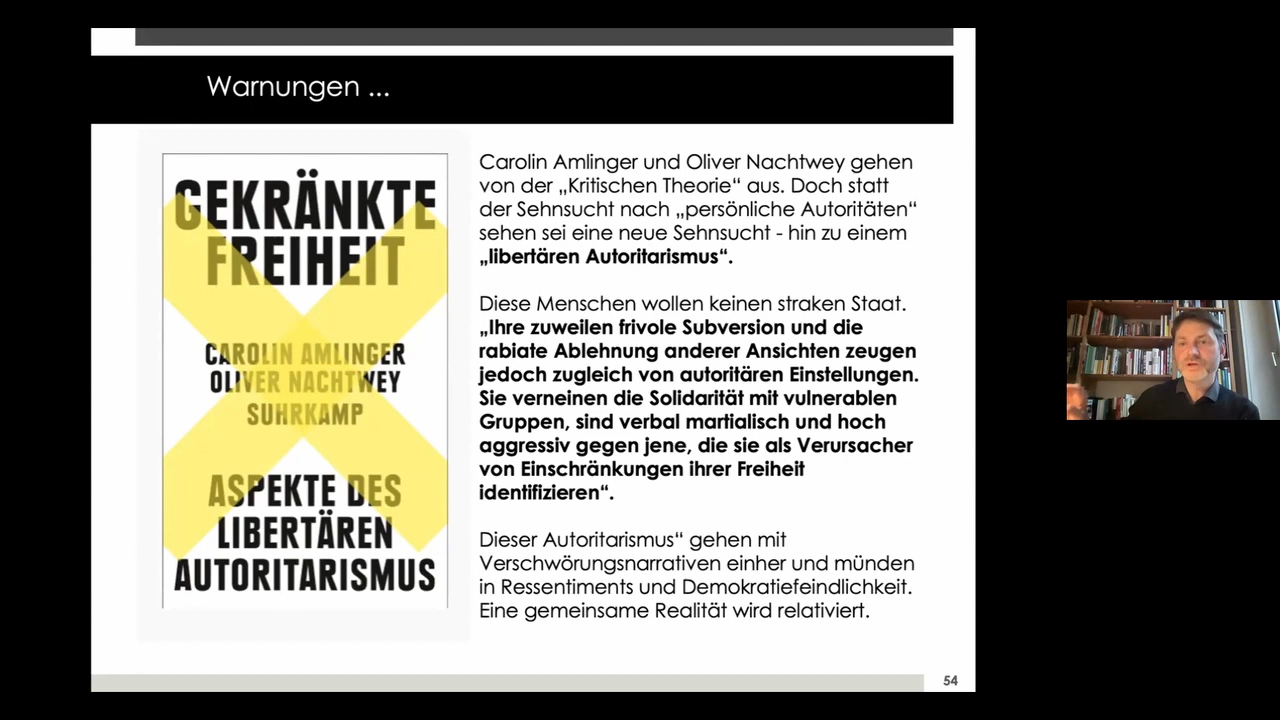 Warnungen ...
GEKRÄNKTE
FREIHEIT
CAROLIN AMLINGER
OLIVER NACHTWEY
SUHRKAMP
ASPEKTE DES
LIBERTÄREN
AUTORITARISMUS
Carolin Amlinger und Oliver Nachtwey gehen
von der „Kritischen Theorie“ aus. Doch statt
der Sehnsucht nach „persönliche Autoritäten“
sehen sei eine neue Sehnsucht - hin zu einem
„libertären Autoritarismus“.
Diese Menschen wollen keinen straken Staat.
„Ihre zuweilen frivole Subversion und die
rabiate Ablehnung anderer Ansichten zeugen
jedoch zugleich von autoritären Einstellungen.
Sie verneinen die Solidarität mit vulnerablen
Gruppen, sind verbal martialisch und hoch
aggressiv gegen jene, die sie als Verursacher
von Einschränkungen ihrer Freiheit
identifizieren“.
Dieser Autoritarismus“ gehen mit
Verschwörungsnarrativen einher und münden
in Ressentiments und Demokratiefeindlichkeit.
Eine gemeinsame Realität wird relativiert.
54